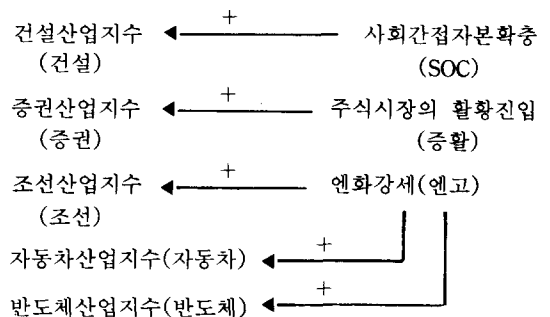 건설산업지수 + 사회간접자본확충
(건설) (SOC)
증권산업지수 + 주식시장의 활황진입
(증권) (증활)
조선산업지수 + 엔화강세(엔고)
(조선)
자동차산업지수(자동차) +
반도체산업지수(반도체) +